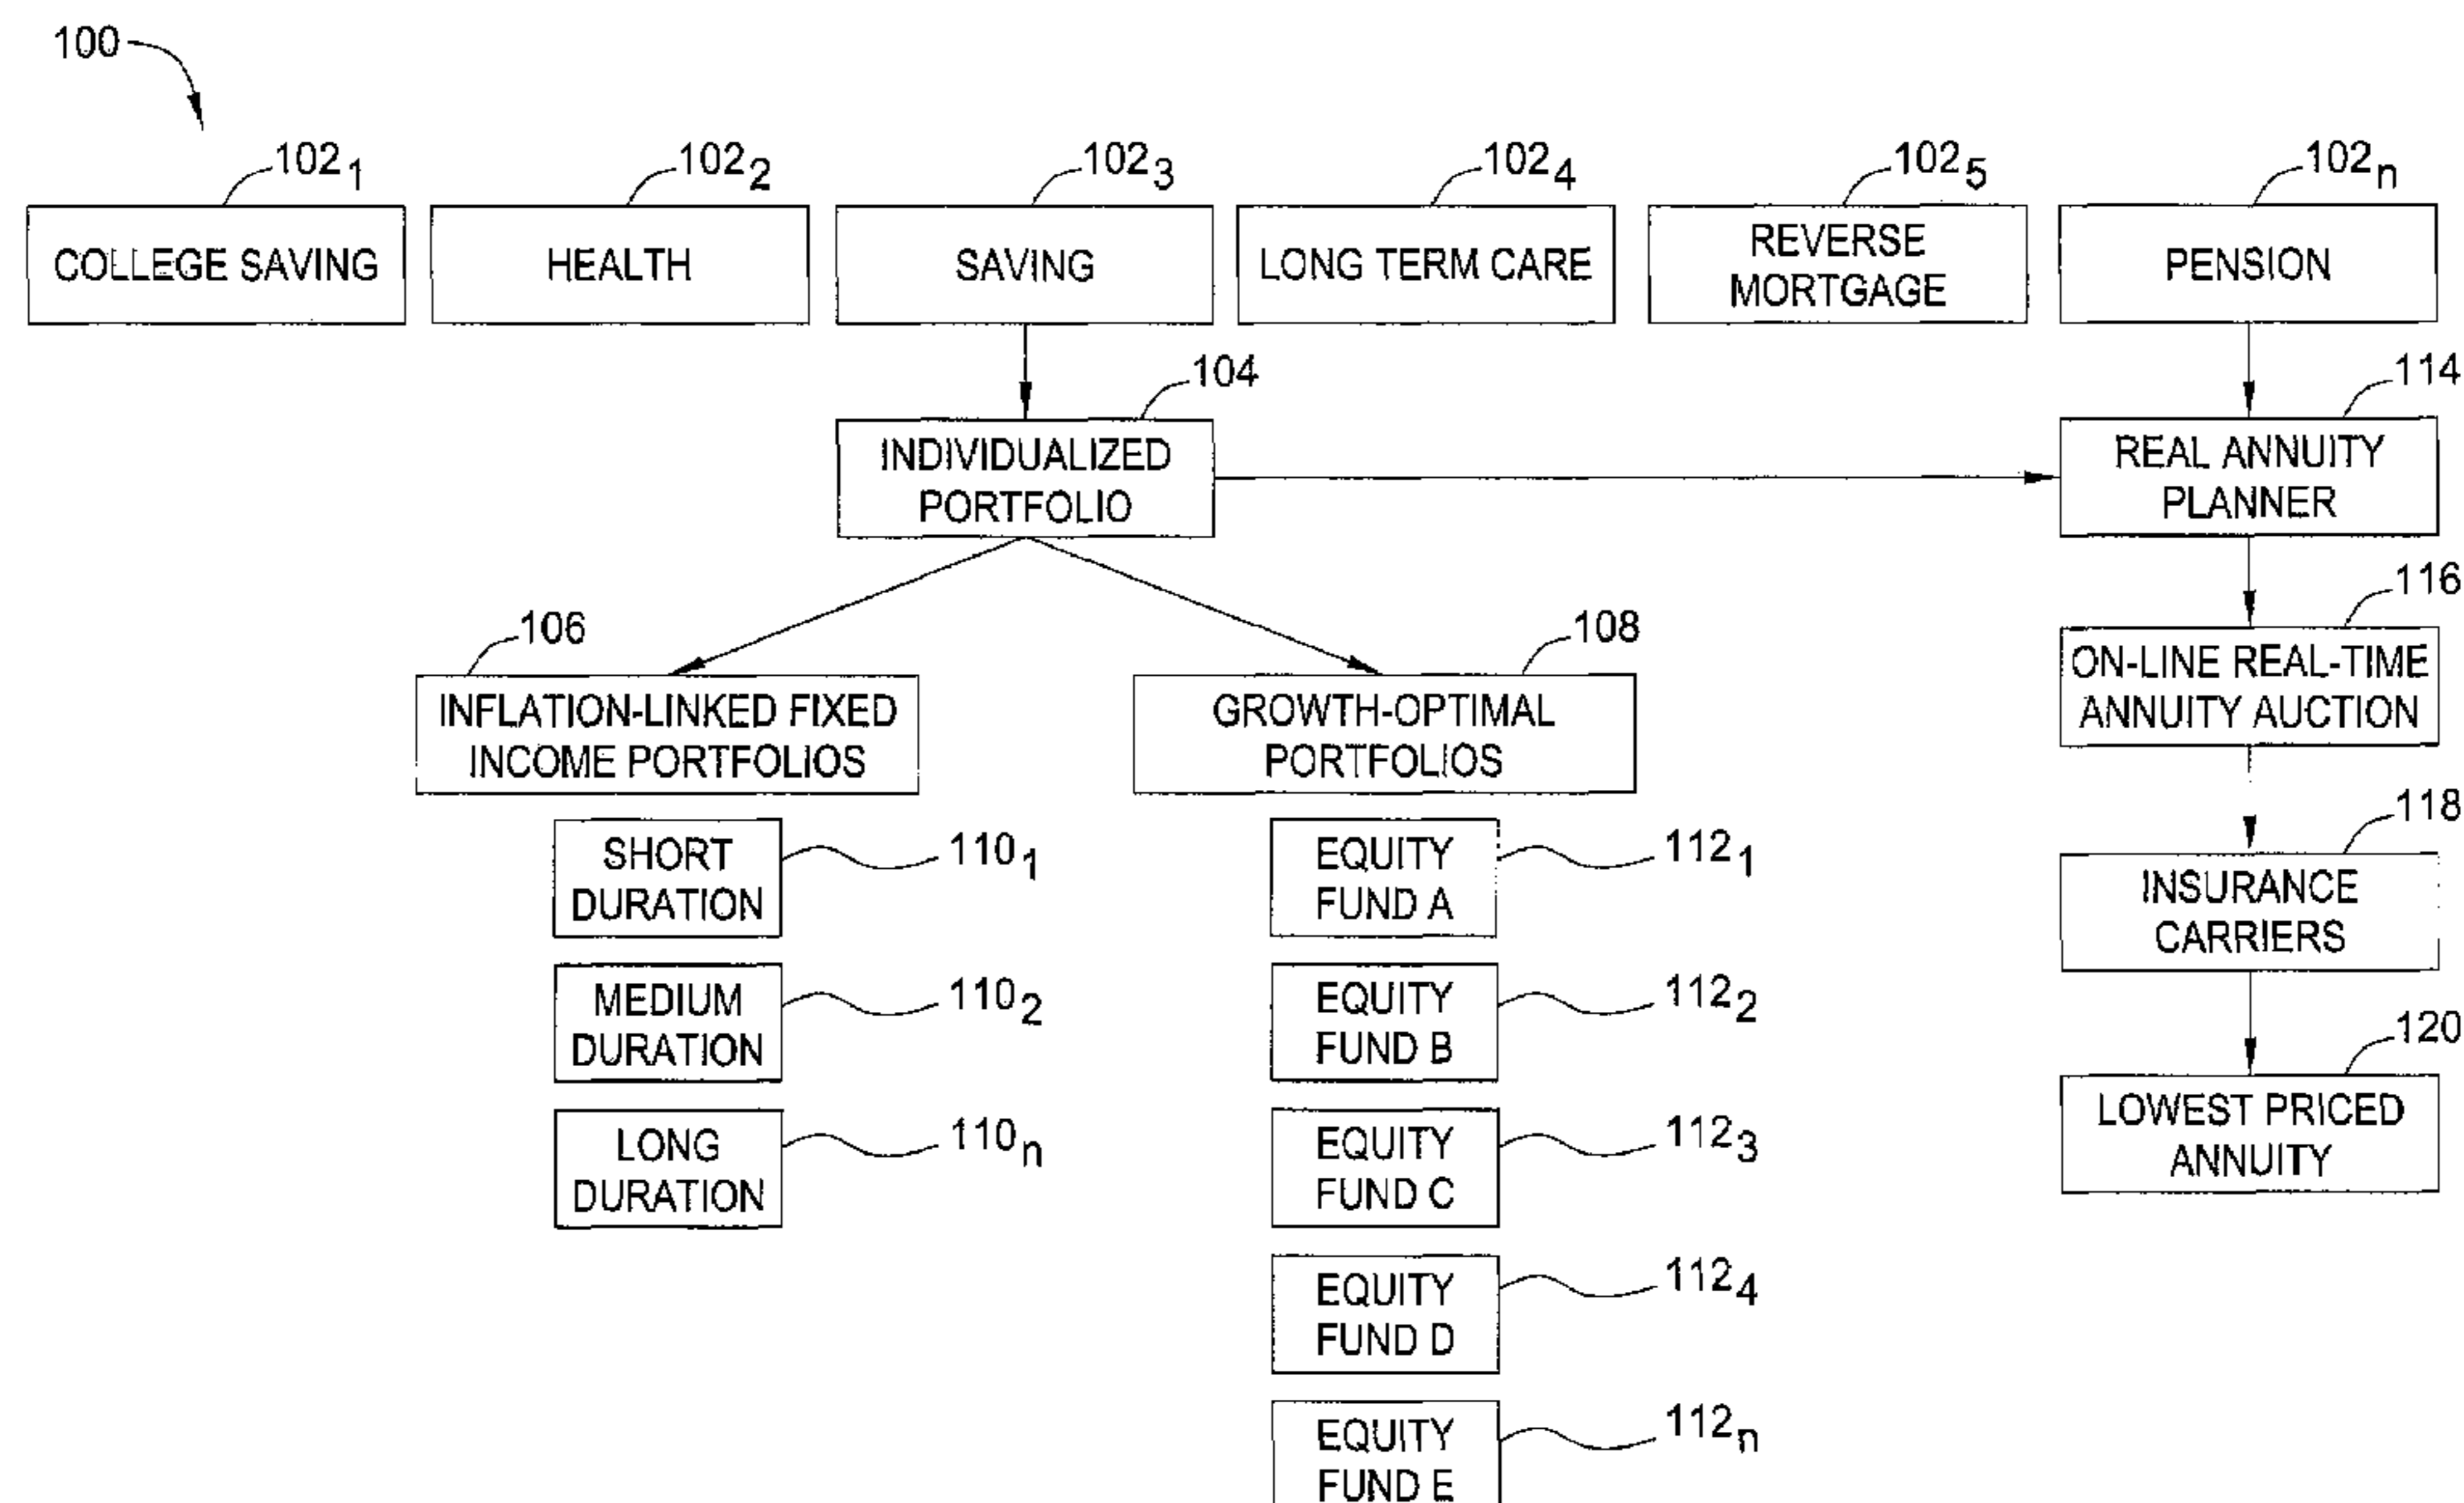 100
102₁
102₂
102₃
102₄
102₅
102ₙ
COLLEGE SAVING
HEALTH
SAVING
LONG TERM CARE
REVERSE
MORTGAGE
PENSION
104
114
INDIVIDUALIZED
PORTFOLIO
REAL ANNUITY
PLANNER
106
108
116
INFLATION-LINKED FIXED
INCOME PORTFOLIOS
GROWTH-OPTIMAL
PORTFOLIOS
ON-LINE REAL-TIME
ANNUITY AUCTION
SHORT
DURATION
110₁
EQUITY
FUND A
112₁
118
INSURANCE
CARRIERS
MEDIUM
DURATION
110₂
EQUITY
FUND B
112₂
120
LOWEST PRICED
ANNUITY
LONG
DURATION
110ₙ
EQUITY
FUND C
112₃
EQUITY
FUND D
112₄
EQUITY
FUND E
112ₙ